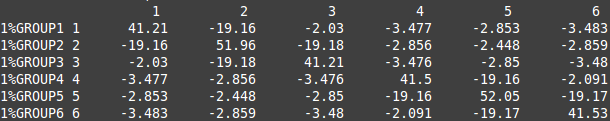 1 2 3 4 5 6
1%GROUP1 1 41.21 -19.16 -2.03 -3.477 -2.853 -3.483
1%GROUP2 2 -19.16 51.96 -19.18 -2.856 -2.448 -2.859
1%GROUP3 3 -2.03 -19.18 41.21 -3.476 -2.85 -3.48
1%GROUP4 4 -3.477 -2.856 -3.476 41.5 -19.16 -2.091
1%GROUP5 5 -2.853 -2.448 -2.85 -19.16 52.05 -19.17
1%GROUP6 6 -3.483 -2.859 -3.48 -2.091 -19.17 41.53